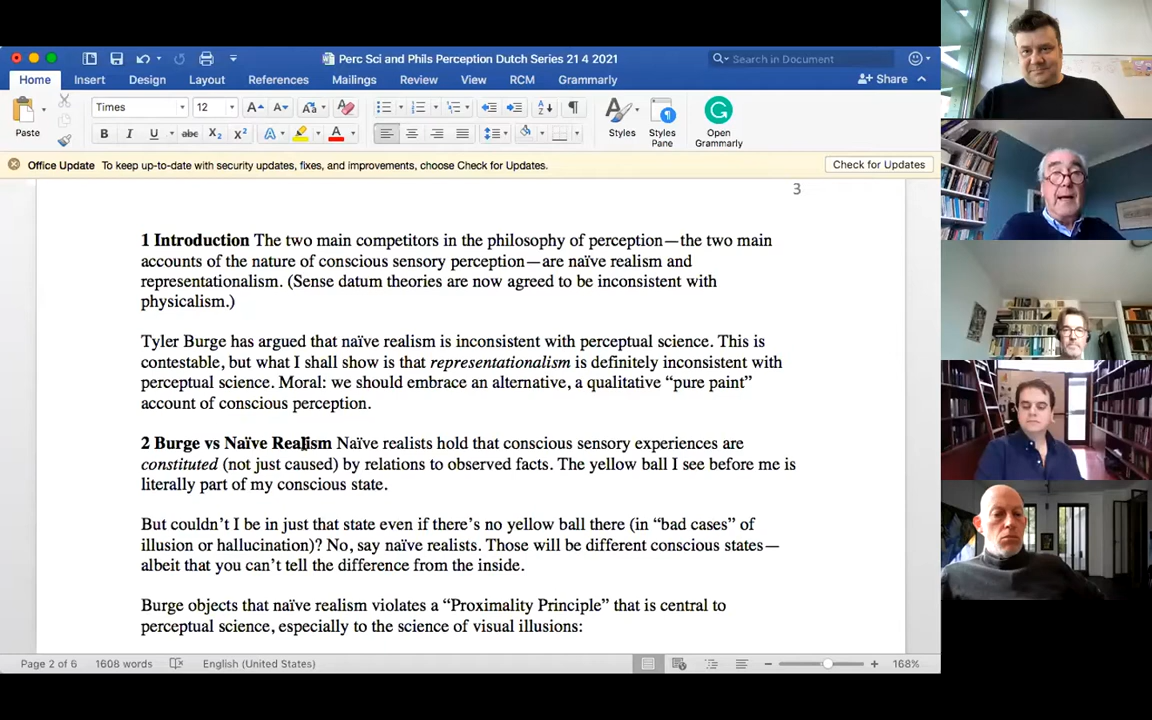 Perc Sci and Phils Perception Dutch Series 21 4 2021
Search in Document
Home Insert Design Layout References Mailings Review View RCM Grammarly Share
Paste
Times 12
B I U abc X2 X2 A A
Styles Styles Pane Open Grammarly
Office Update To keep up-to-date with security updates, fixes, and improvements, choose Check for Updates. Check for Updates
3
1 Introduction The two main competitors in the philosophy of perception—the two main
accounts of the nature of conscious sensory perception—are naïve realism and
representationalism. (Sense datum theories are now agreed to be inconsistent with
physicalism.)
Tyler Burge has argued that naïve realism is inconsistent with perceptual science. This is
contestable, but what I shall show is that representationalism is definitely inconsistent with
perceptual science. Moral: we should embrace an alternative, a qualitative “pure paint”
account of conscious perception.
2 Burge vs Naïve Realism Naïve realists hold that conscious sensory experiences are
constituted (not just caused) by relations to observed facts. The yellow ball I see before me is
literally part of my conscious state.
But couldn’t I be in just that state even if there’s no yellow ball there (in “bad cases” of
illusion or hallucination)? No, say naïve realists. Those will be different conscious states—
albeit that you can’t tell the difference from the inside.
Burge objects that naïve realism violates a “Proximality Principle” that is central to
perceptual science, especially to the science of visual illusions:
Page 2 of 6 1608 words English (United States) 168%